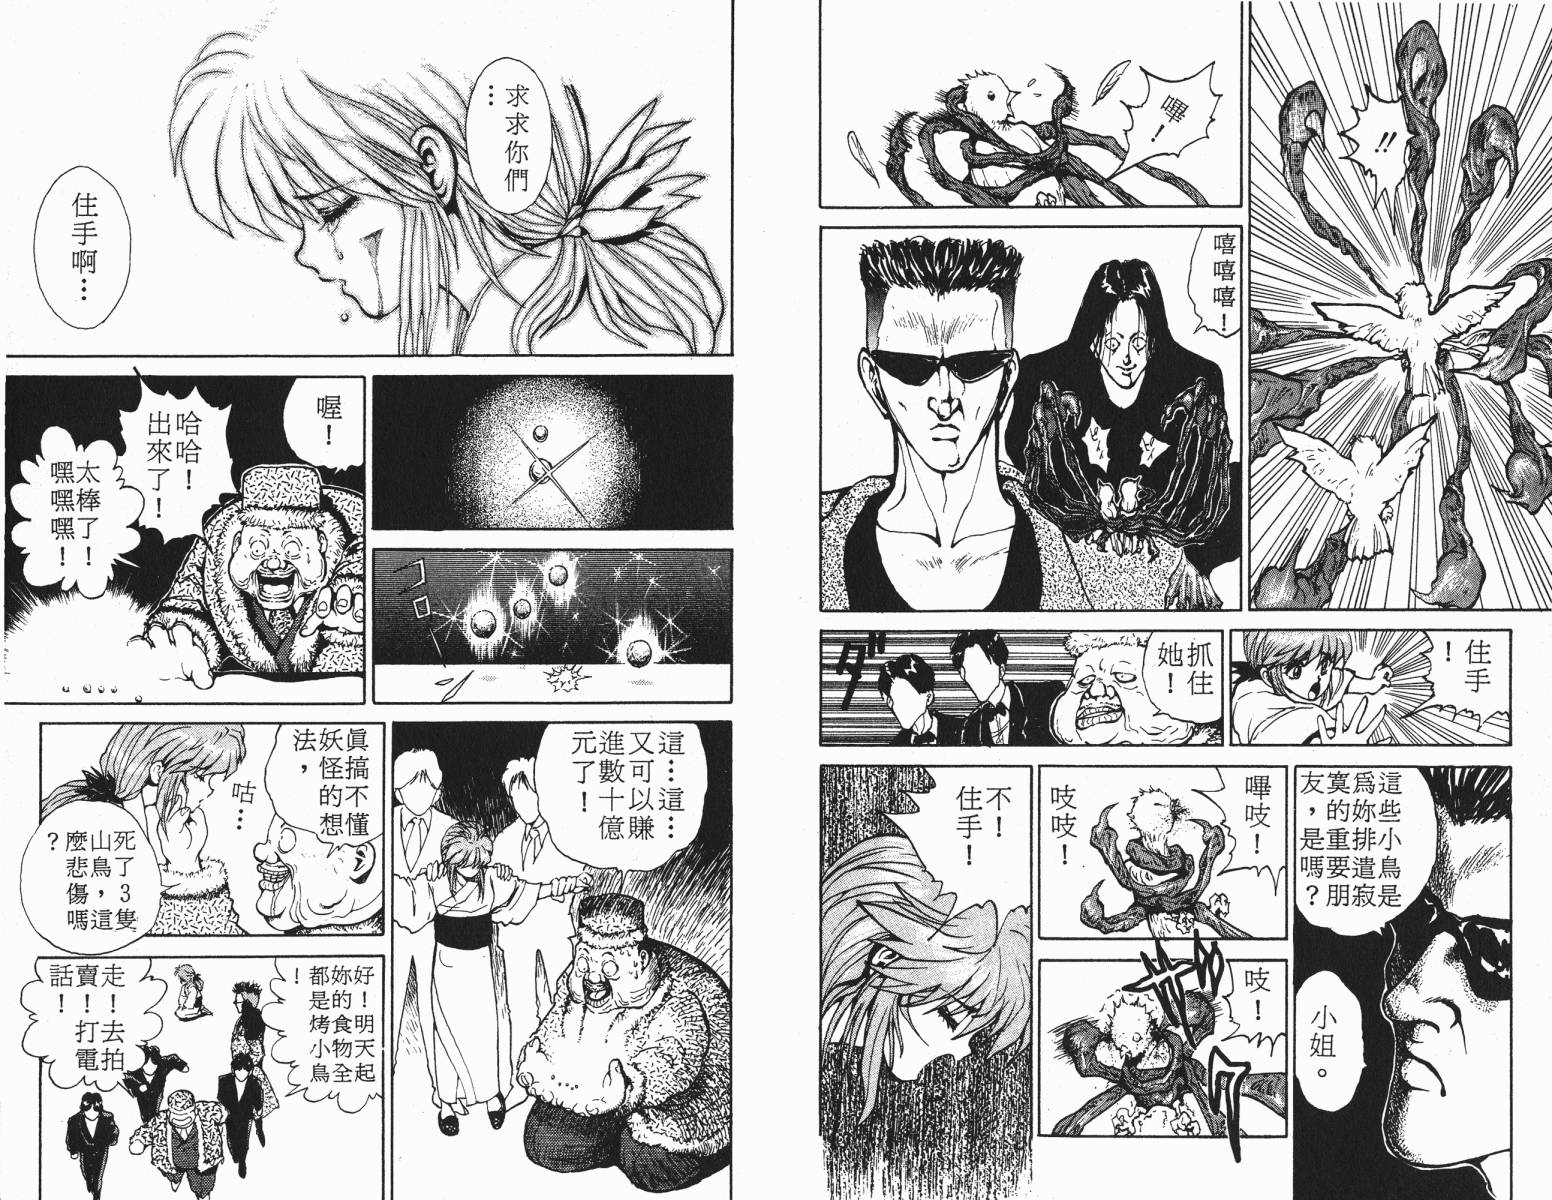 !!
嗶！
嘻嘻嘻！
住手
！
抓住
她！
ダ"
這些小鳥是
為妳排遣寂
寞的重要朋
友，是嗎？
小姐。
嗶吱！
吱吱！
吱！
不！
住手！
求求你們
…
住手啊…
コロ
喔！
哈哈！
出來了！
太棒了！
嘿嘿嘿！
這…這…
又可以賺
進數十億
元了！
眞搞不懂
妖怪的想
法，
咕…
死了3隻
山鳥，這
麼悲傷嗎
？
好！明天起
妳的食物全
都是烤小鳥
！
走！去拍
賣！打電
話！